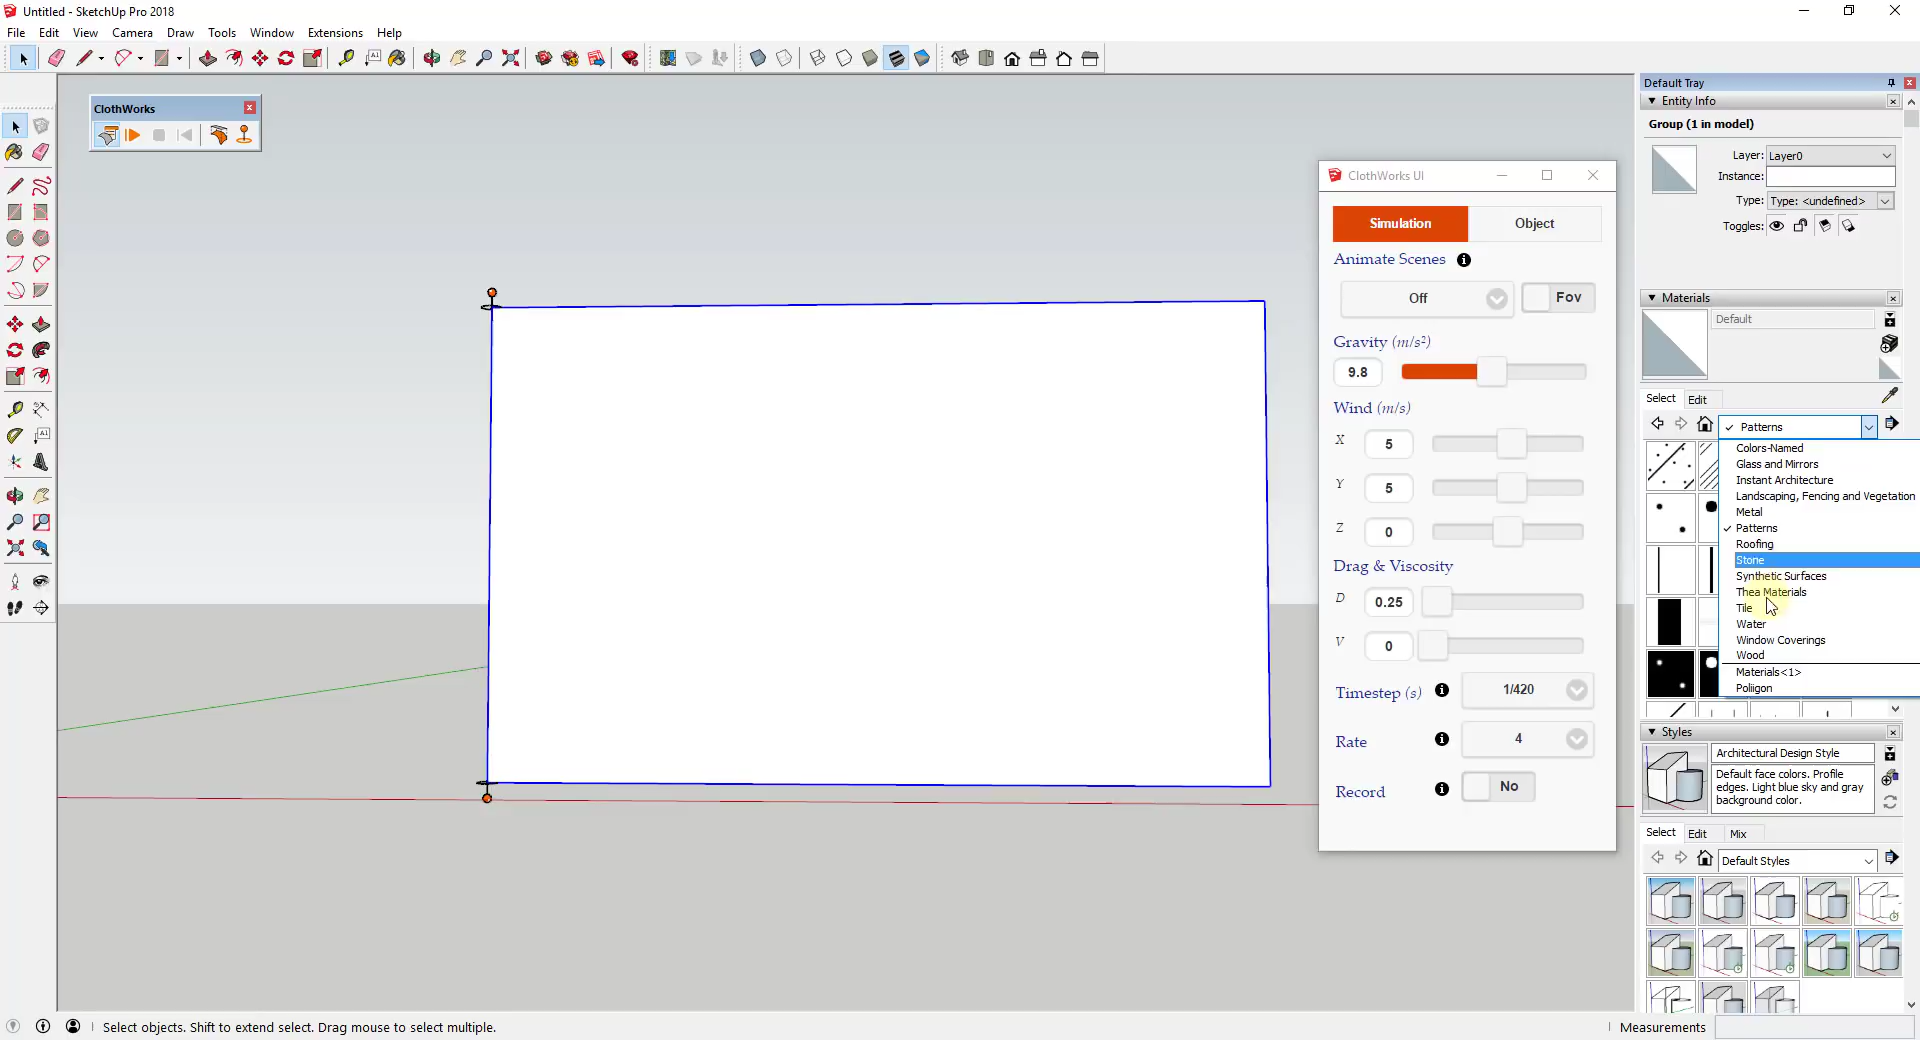 Untitled - SketchUp Pro 2018
File Edit View Camera Draw Tools Window Extensions Help
ClothWorks
ClothWorks UI
Simulation Object
Animate Scenes
Off Fov
Gravity (m/s²)
9.8
Wind (m/s)
X 5
Y 5
Z 0
Drag & Viscosity
D 0.25
V 0
Timestep (s) 1/420
Rate 4
Record No
Default Tray
Entity Info
Group (1 in model)
Layer: Layer0
Instance:
Type: Type: <undefined>
Toggles:
Materials
Default
Select Edit
Patterns
Colors-Named
Glass and Mirrors
Instant Architecture
Landscaping, Fencing and Vegetation
Metal
Patterns
Roofing
Stone
Synthetic Surfaces
Thea Materials
Tile
Water
Window Coverings
Wood
Materials<1>
Poliigon
Styles
Architectural Design Style
Default face colors. Profile
edges. Light blue sky and gray
background color.
Select Edit Mix
Default Styles
Select objects. Shift to extend select. Drag mouse to select multiple.
Measurements